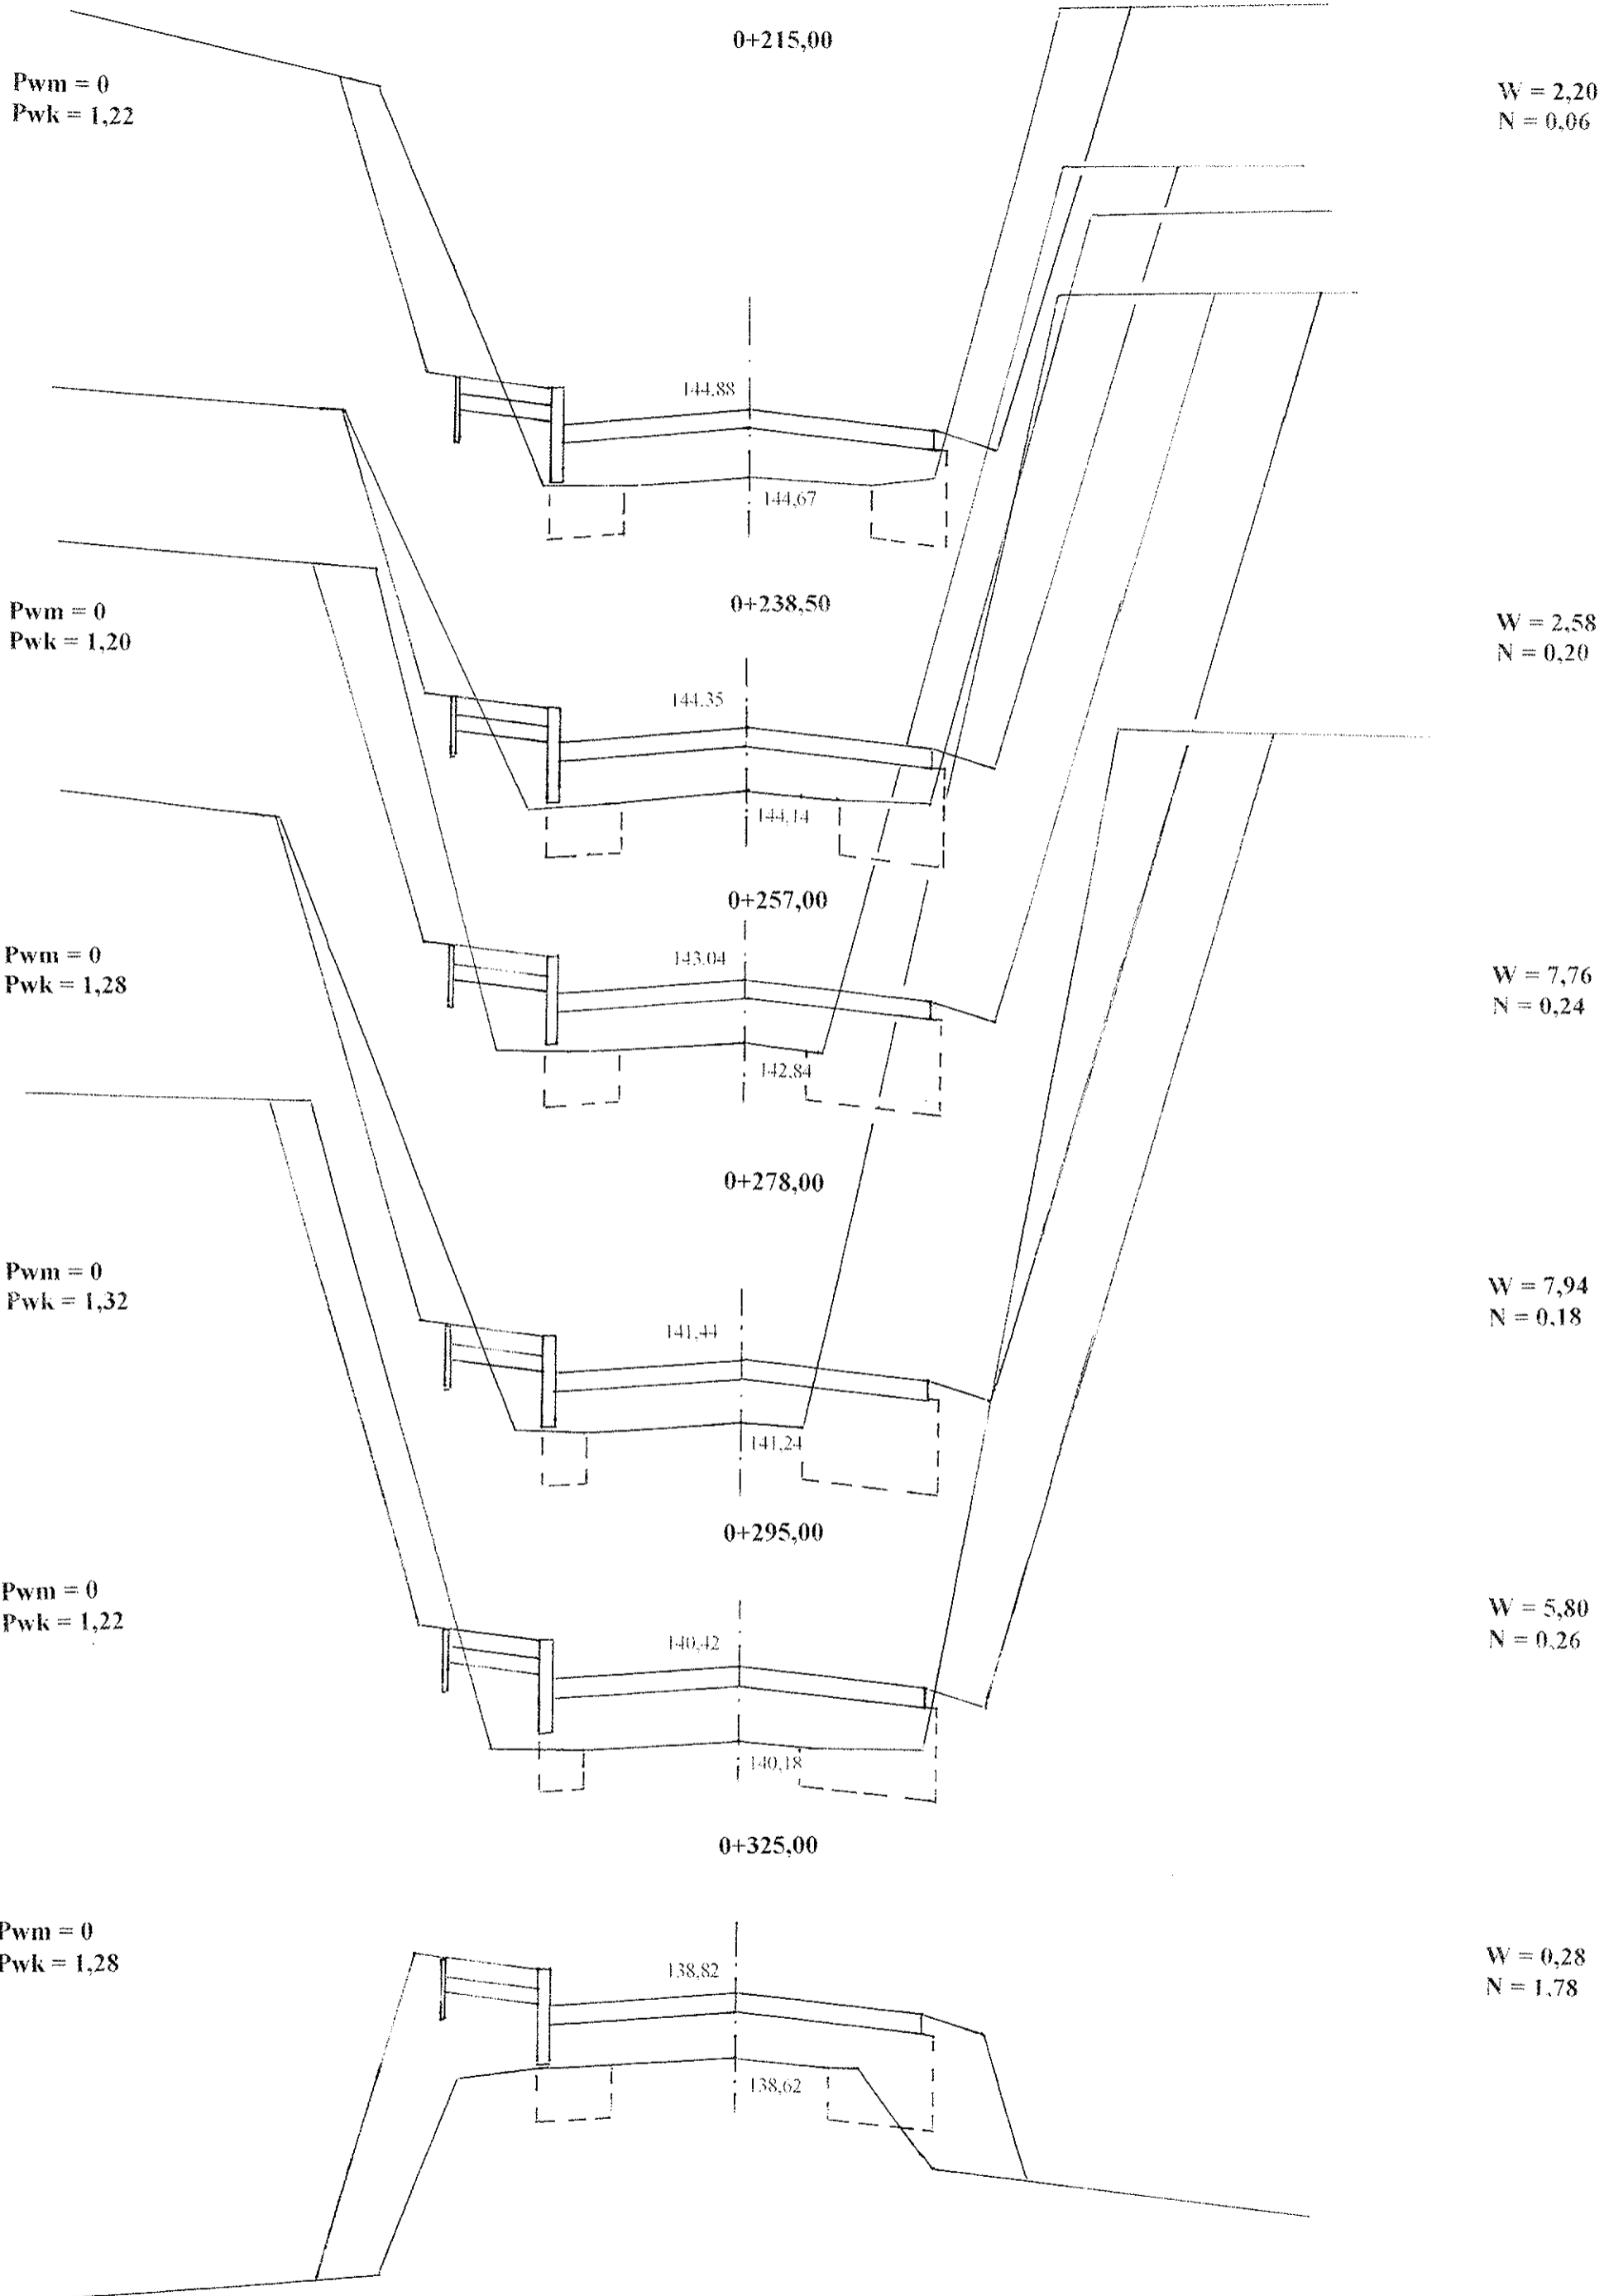 0+215,00
Pwm = 0
Pwk = 1,22
W = 2,20
N = 0,06
144,88
144,67
0+238,50
Pwm = 0
Pwk = 1,20
W = 2,58
N = 0,20
144,35
144,14
0+257,00
Pwm = 0
Pwk = 1,28
W = 7,76
N = 0,24
143,04
142,84
0+278,00
Pwm = 0
Pwk = 1,32
W = 7,94
N = 0,18
141,44
141,24
0+295,00
Pwm = 0
Pwk = 1,22
W = 5,80
N = 0,26
140,42
140,18
0+325,00
Pwm = 0
Pwk = 1,28
W = 0,28
N = 1,78
138,82
138,62